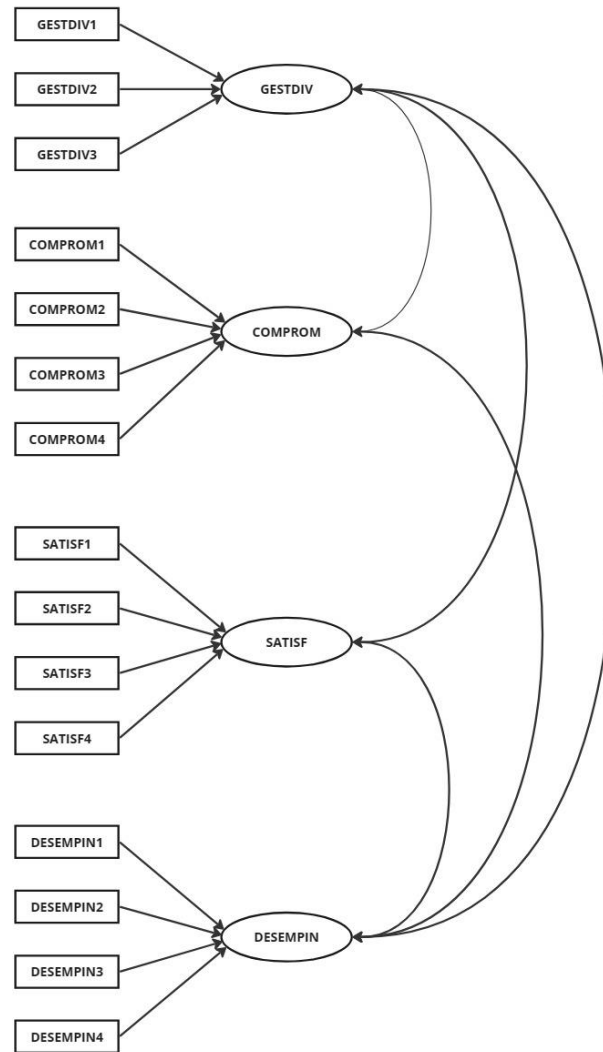 GESTDIV1
GESTDIV2
GESTDIV3
GESTDIV
COMPROM1
COMPROM2
COMPROM3
COMPROM4
COMPROM
SATISF1
SATISF2
SATISF3
SATISF4
SATISF
DESEMPIN1
DESEMPIN2
DESEMPIN3
DESEMPIN4
DESEMPIN